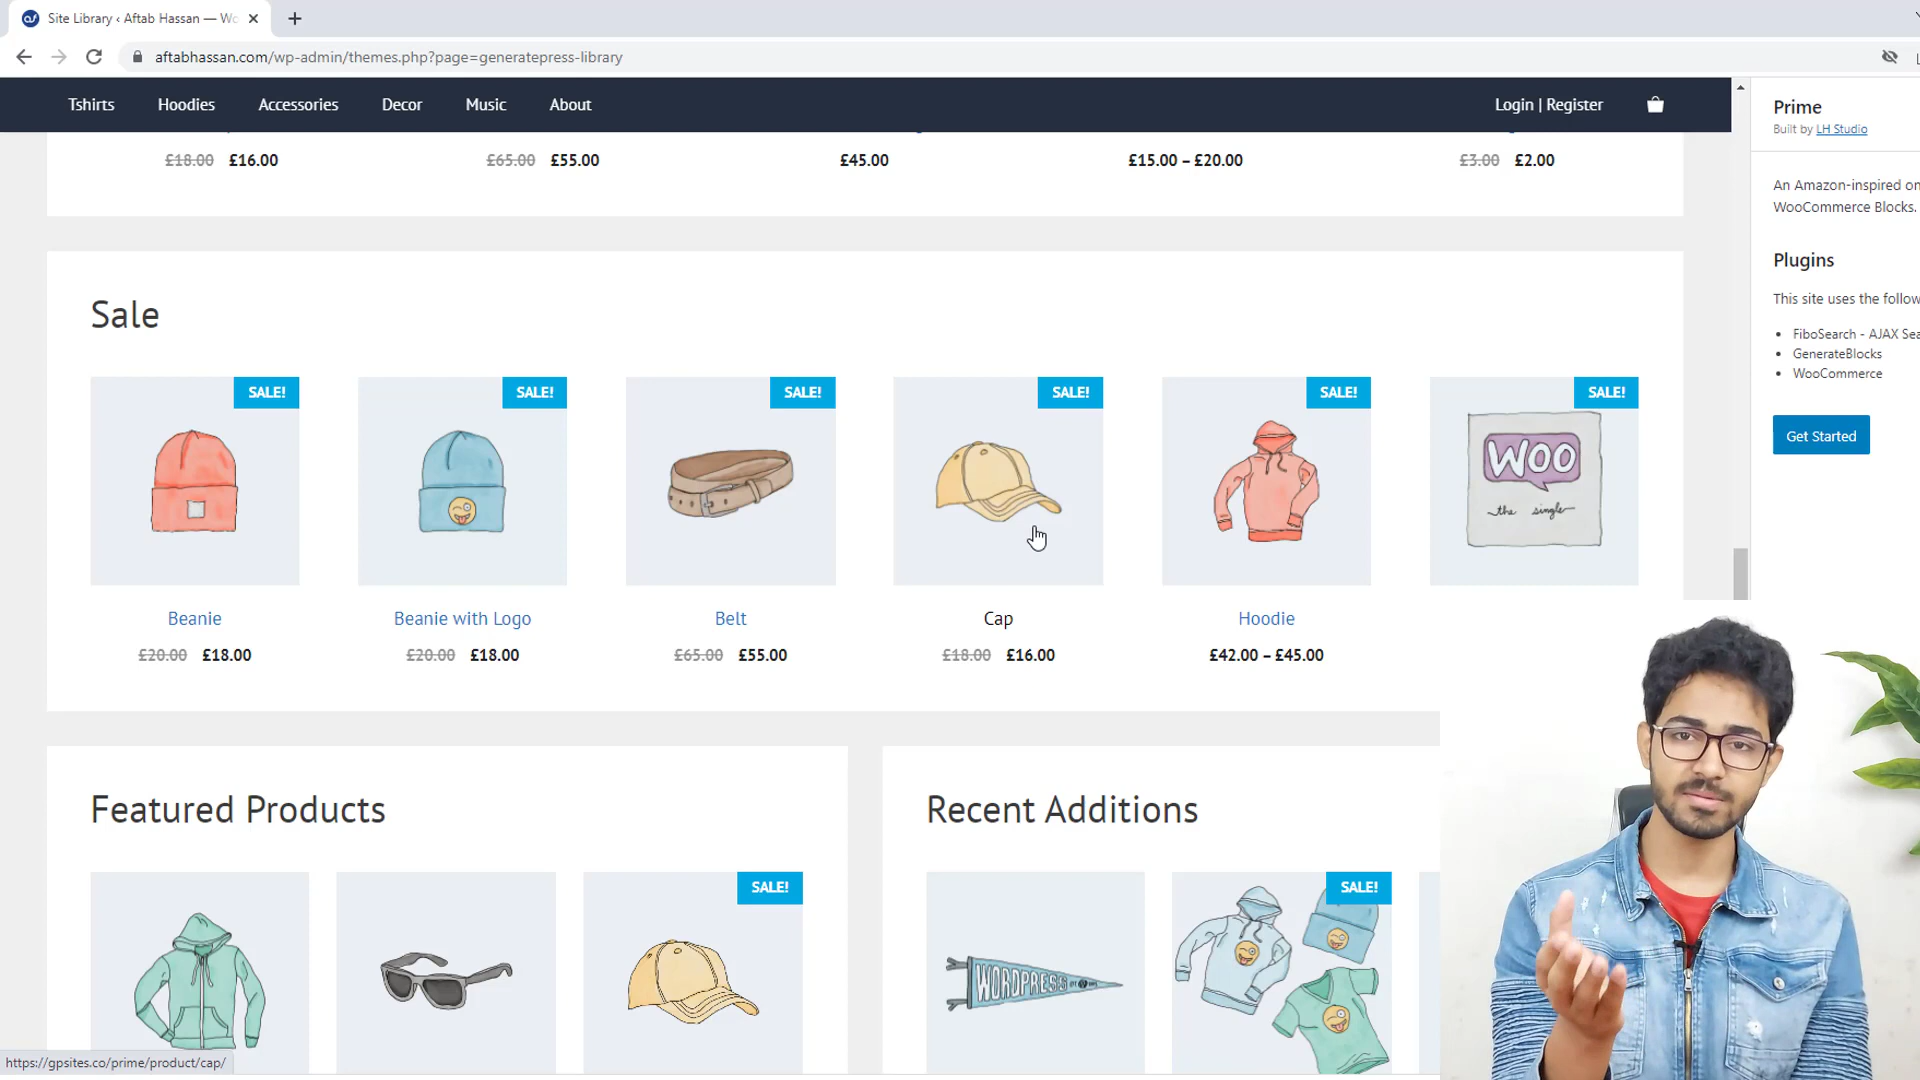 Site Library ‹ Aftab Hassan — Wo
aftabhassan.com/wp-admin/themes.php?page=generatepress-library
Tshirts
Hoodies
Accessories
Decor
Music
About
Login | Register
£18.00 £16.00
£65.00 £55.00
£45.00
£15.00 – £20.00
£3.00 £2.00
Sale
SALE!
SALE!
SALE!
SALE!
SALE!
SALE!
WOO
the single
Beanie
Beanie with Logo
Belt
Cap
Hoodie
£20.00 £18.00
£20.00 £18.00
£65.00 £55.00
£18.00 £16.00
£42.00 – £45.00
Featured Products
SALE!
Recent Additions
SALE!
WORDPRESS
https://gpsites.co/prime/product/cap/
Prime
Built by LH Studio
An Amazon-inspired
WooCommerce Blocks.
Plugins
This site uses the
FiboSearch - AJAX
GenerateBlocks
WooCommerce
Get Started